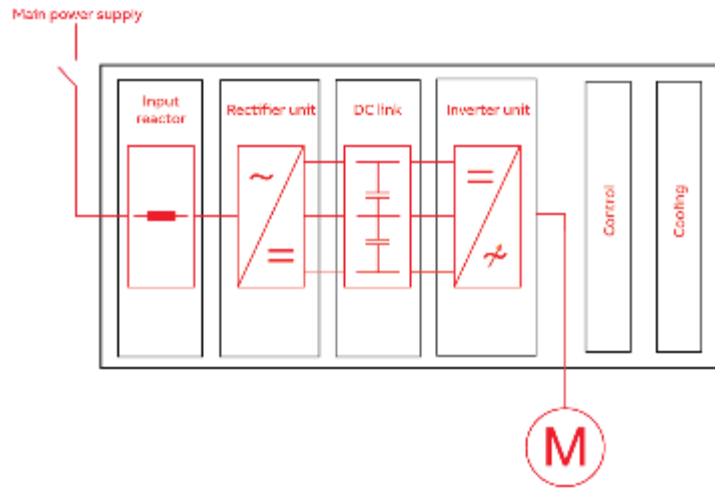 Main power supply
Input
reactor
Rectifier unit
DC link
Inverter unit
Control
Cooling
M